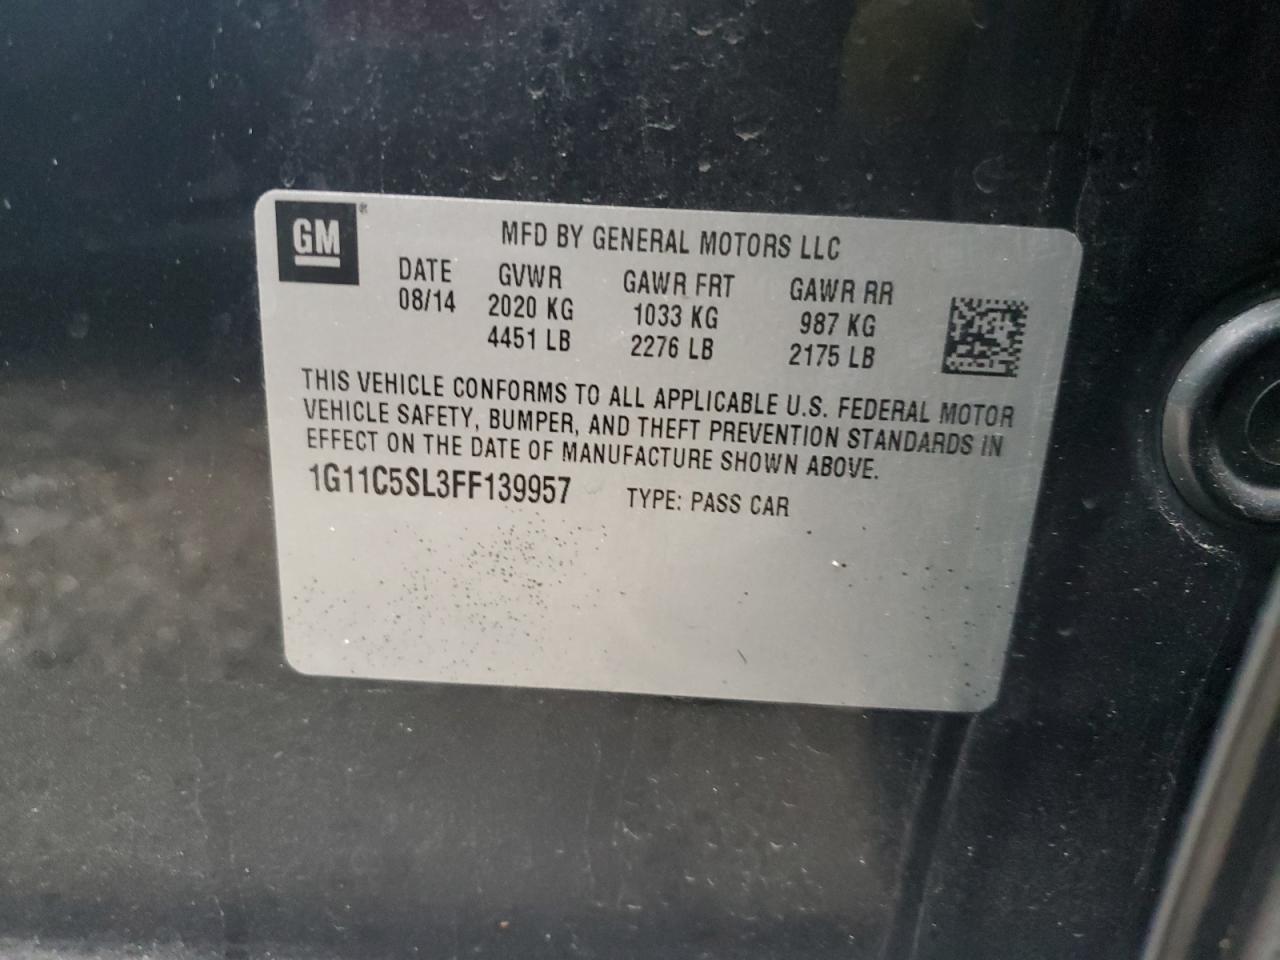 GM®
MFD BY GENERAL MOTORS LLC
DATE GVWR GAWR FRT GAWR RR
08/14 2020 KG 1033 KG 987 KG
4451 LB 2276 LB 2175 LB
THIS VEHICLE CONFORMS TO ALL APPLICABLE U.S. FEDERAL MOTOR
VEHICLE SAFETY, BUMPER, AND THEFT PREVENTION STANDARDS IN
EFFECT ON THE DATE OF MANUFACTURE SHOWN ABOVE.
1G11C5SL3FF139957 TYPE: PASS CAR